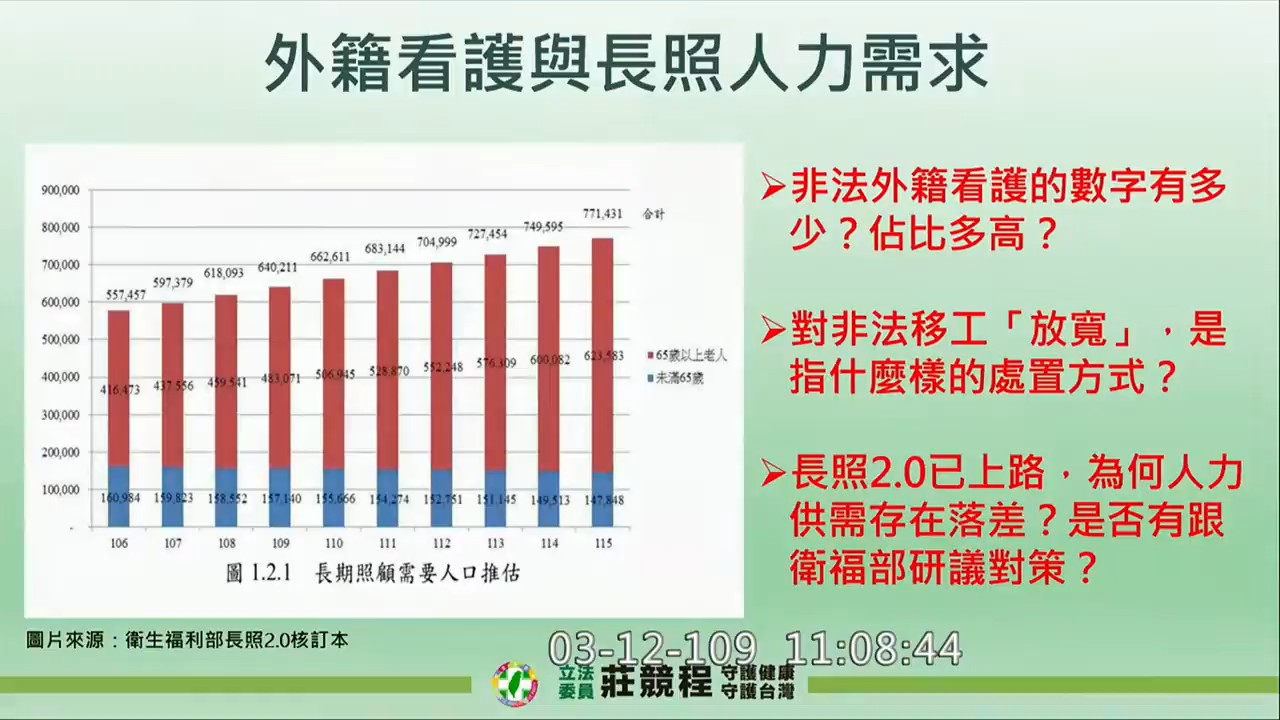 外籍看護與長照人力需求
900,000
800,000
700,000
600,000
500,000
400,000
300,000
200,000
100,000
-
557,457
597,379
618,093
640,211
662,611
683,144
704,999
727,454
749,595
771,431
合計
416,473
437,556
459,541
483,071
506,945
528,870
552,248
576,309
600,082
623,583
160,984
159,823
158,552
157,140
155,666
154,274
152,751
151,145
149,513
147,848
106
107
108
109
110
111
112
113
114
115
65歲以上老人
未滿65歲
圖 1.2.1 長期照顧需要人口推估
圖片來源：衛生福利部長照2.0核訂本
➢非法外籍看護的數字有多
少？佔比多高？
➢對非法移工「放寬」，是
指什麼樣的處置方式？
➢長照2.0已上路，為何人力
供需存在落差？是否有跟
衛福部研議對策？
03-12-109 11:08:44
立法
委員
莊競程
守護健康
守護台灣